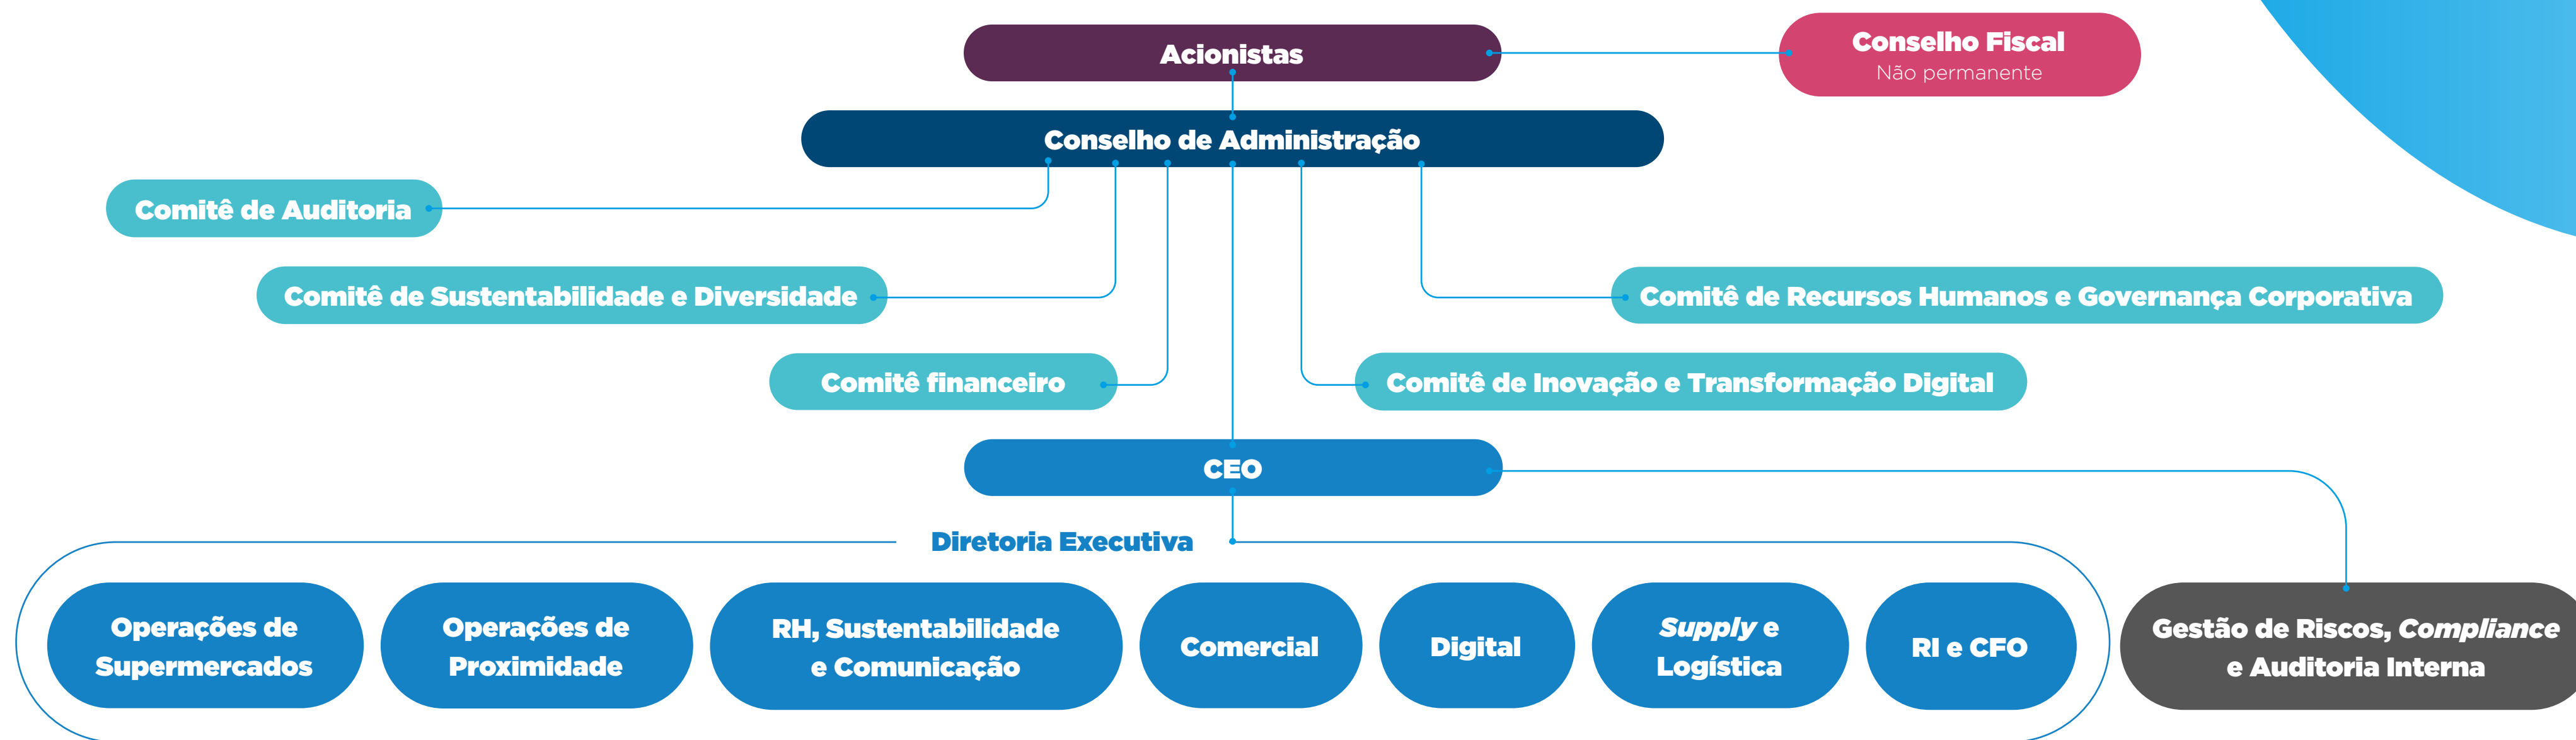 Acionistas
Conselho Fiscal
Não permanente
Conselho de Administração
Comitê de Auditoria
Comitê de Sustentabilidade e Diversidade
Comitê de Recursos Humanos e Governança Corporativa
Comitê financeiro
Comitê de Inovação e Transformação Digital
CEO
Diretoria Executiva
Operações de
Supermercados
Operações de
Proximidade
RH, Sustentabilidade
e Comunicação
Comercial
Digital
Supply e
Logística
RI e CFO
Gestão de Riscos, Compliance
e Auditoria Interna